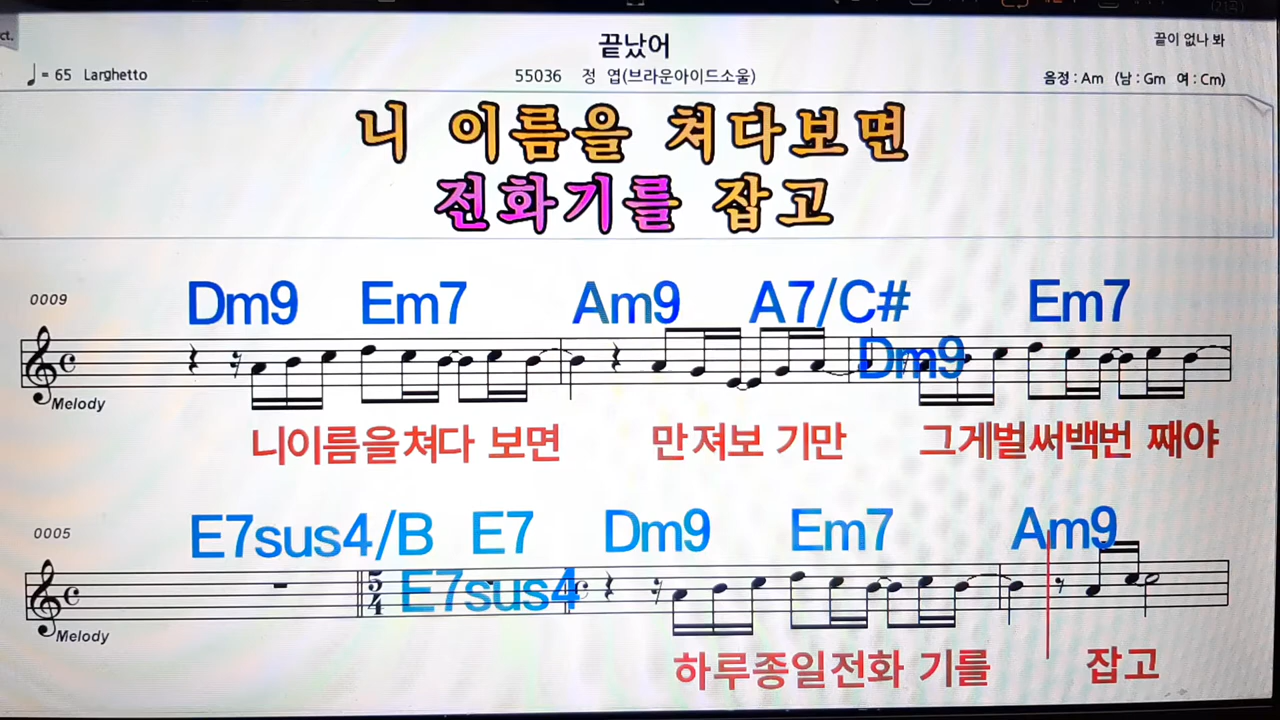 ct.
(21곡)
끝났어
끝이 없나 봐
♩= 65 Larghetto
55036 정 엽(브라운아이드소울)
음정 : Am (남 : Gm 여 : Cm)
니 이름을 쳐다보면
전화기를 잡고
0009
Dm9 Em7 Am9 A7/C# Em7
Dm9
Melody
니이름을쳐다 보면 만져보 기만 그게벌써백번 째야
0005
E7sus4/B E7 Dm9 Em7 Am9
5
4
E7sus4
Melody
하루종일전화 기를 잡고